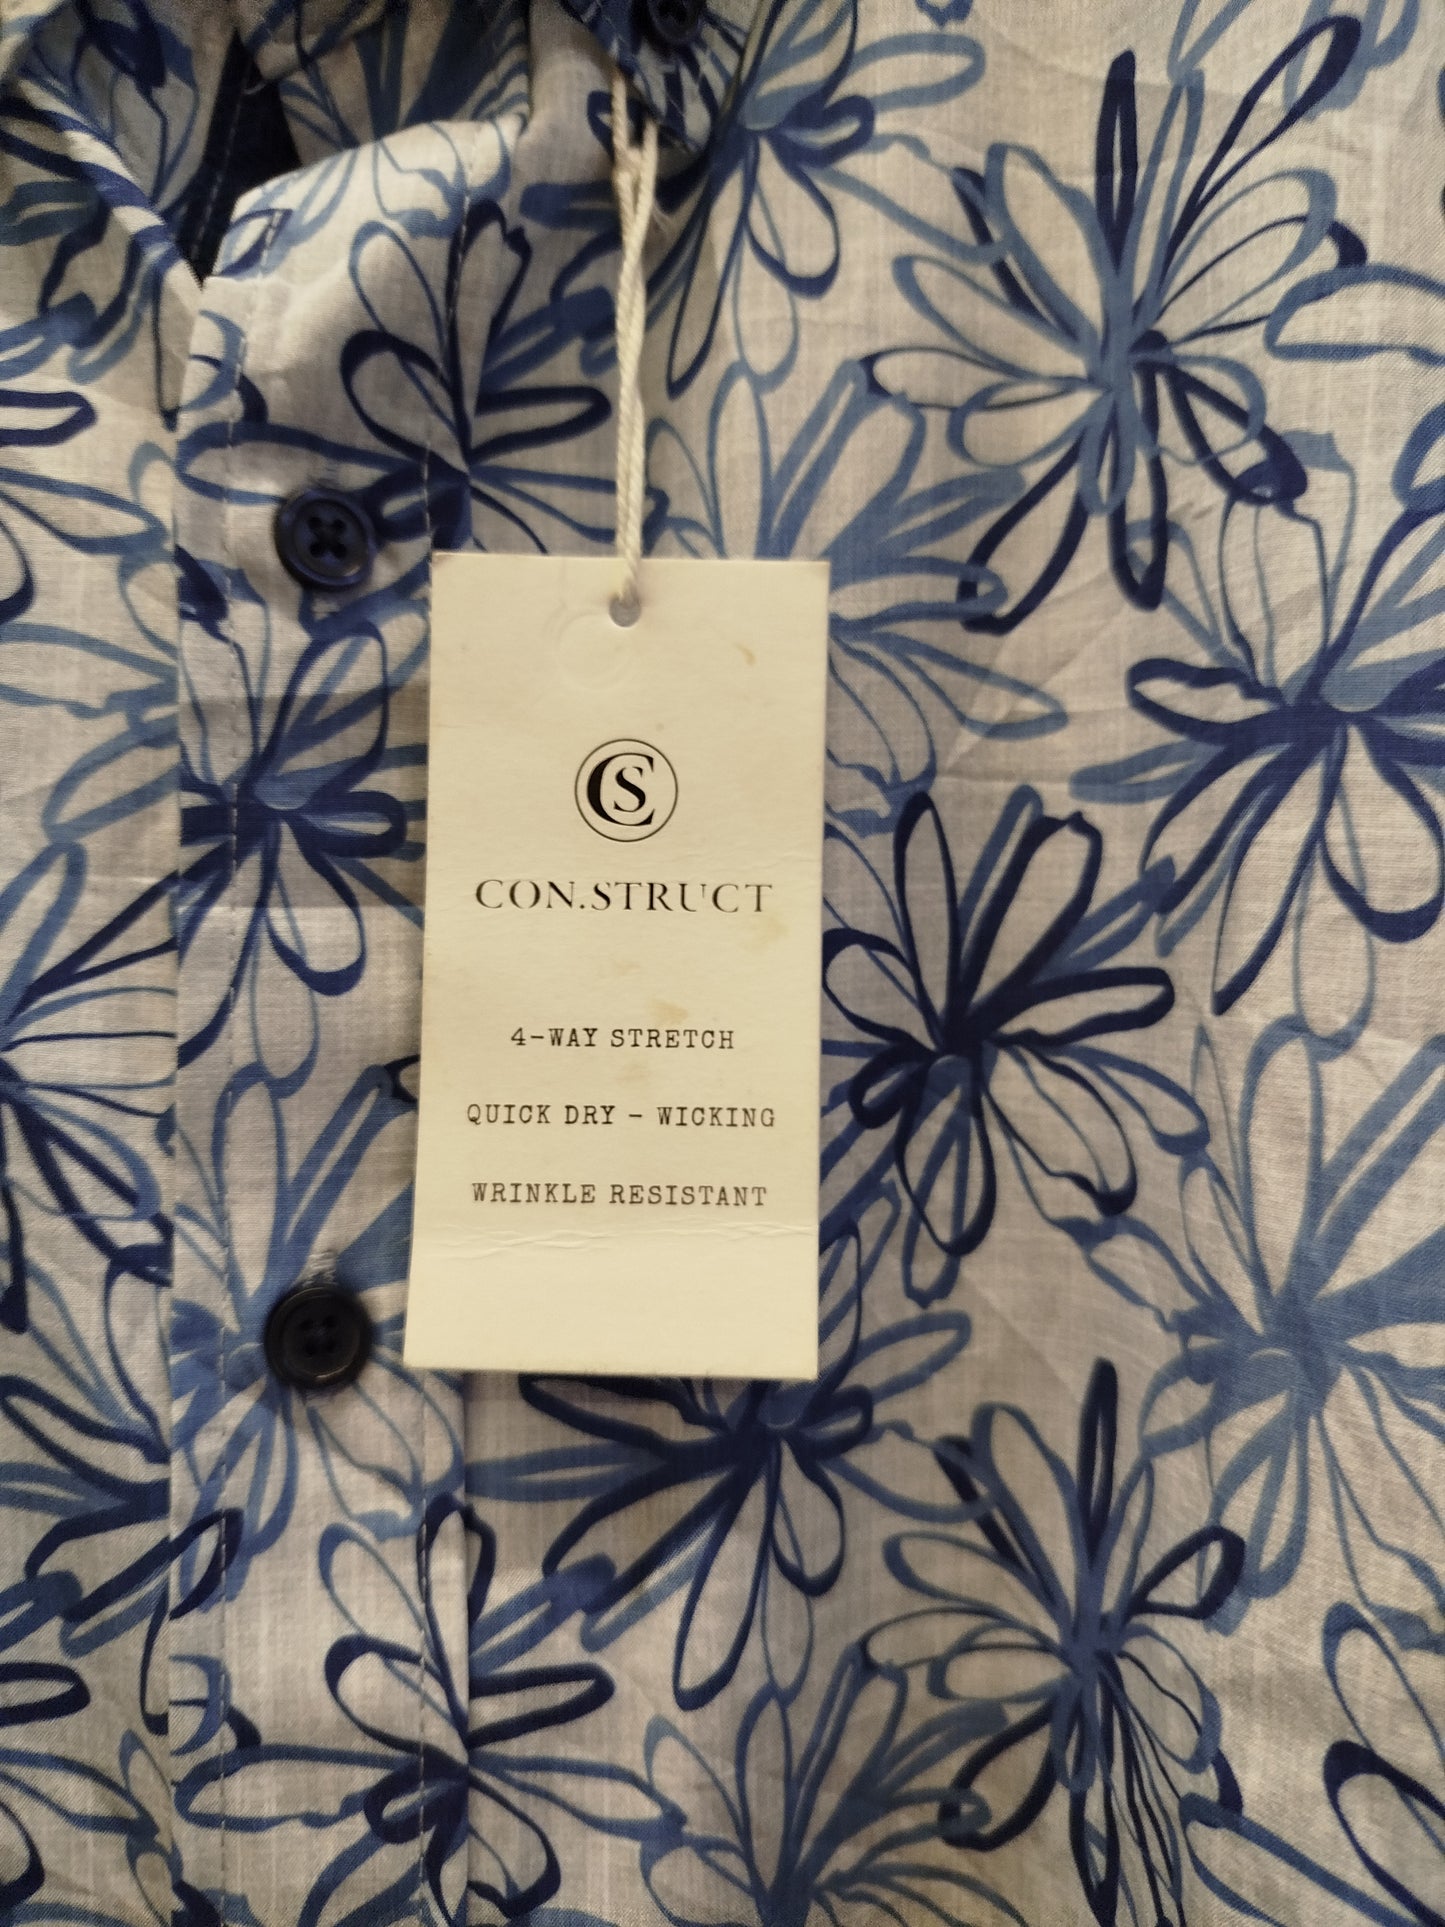 CS
CON.STRUCT
4-WAY STRETCH
QUICK DRY - WICKING
WRINKLE RESISTANT